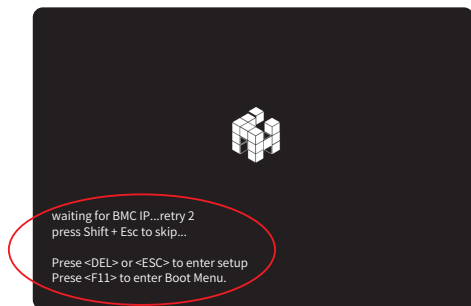 waiting for BMC IP...retry 2
press Shift + Esc to skip...
Prese <DEL> or <ESC> to enter setup
Prese <F11> to enter Boot Menu.